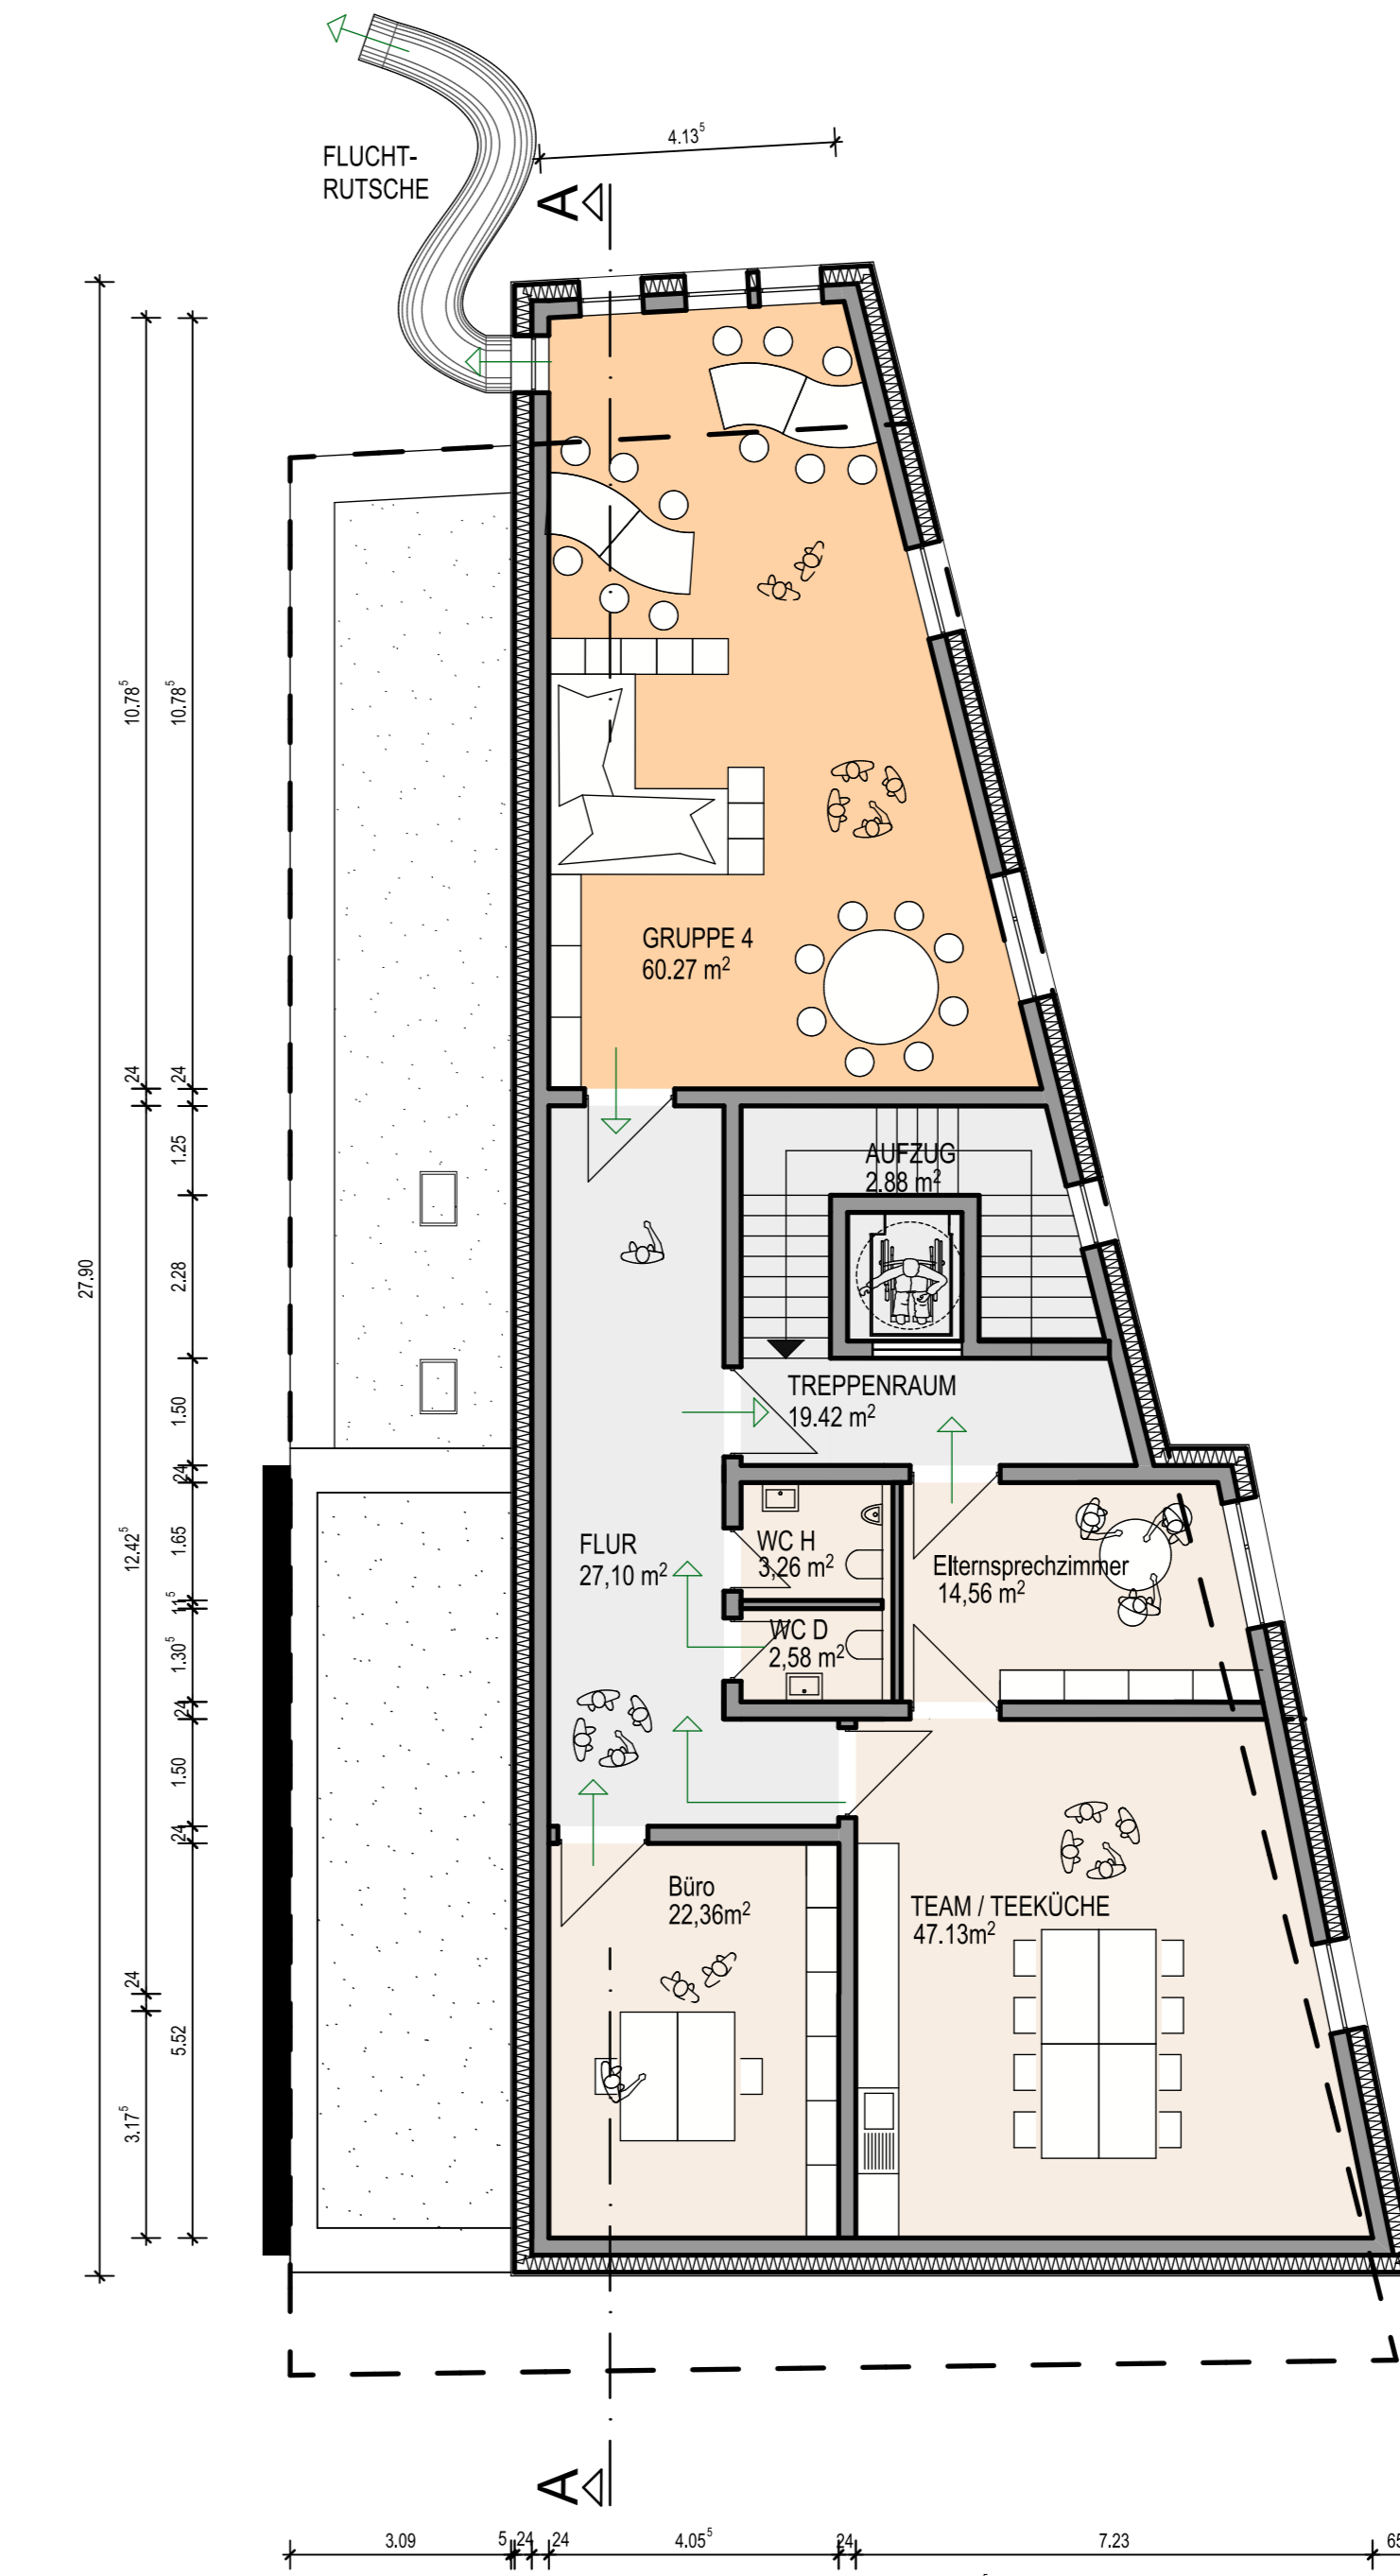 FLUCHT-
RUTSCHE
4.13⁵
A
10.78⁵
10.78⁵
GRUPPE 4
60.27 m²
24
24
1.25
AUFZUG
2.88 m²
27.90
2.28
TREPPENRAUM
19.42 m²
1.50
24
12.42⁵
1.65
FLUR
27,10 m²
WC H
3,26 m²
Elternsprechzimmer
14,56 m²
11⁵
WC D
2,58 m²
1.30⁵
24
1.50
24
Büro
22,36m²
TEAM / TEEKÜCHE
47.13m²
24
5.52
3.17⁵
A
3.09
5
24
24
4.05⁵
24
7.23